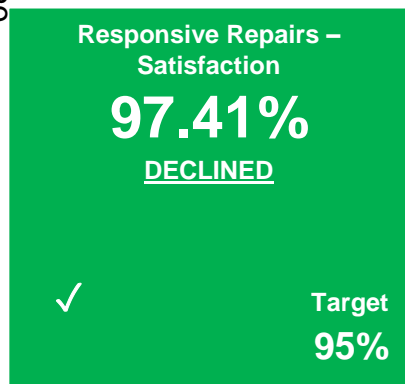 Responsive Repairs –
Satisfaction
97.41%
DECLINED
✓
Target
95%